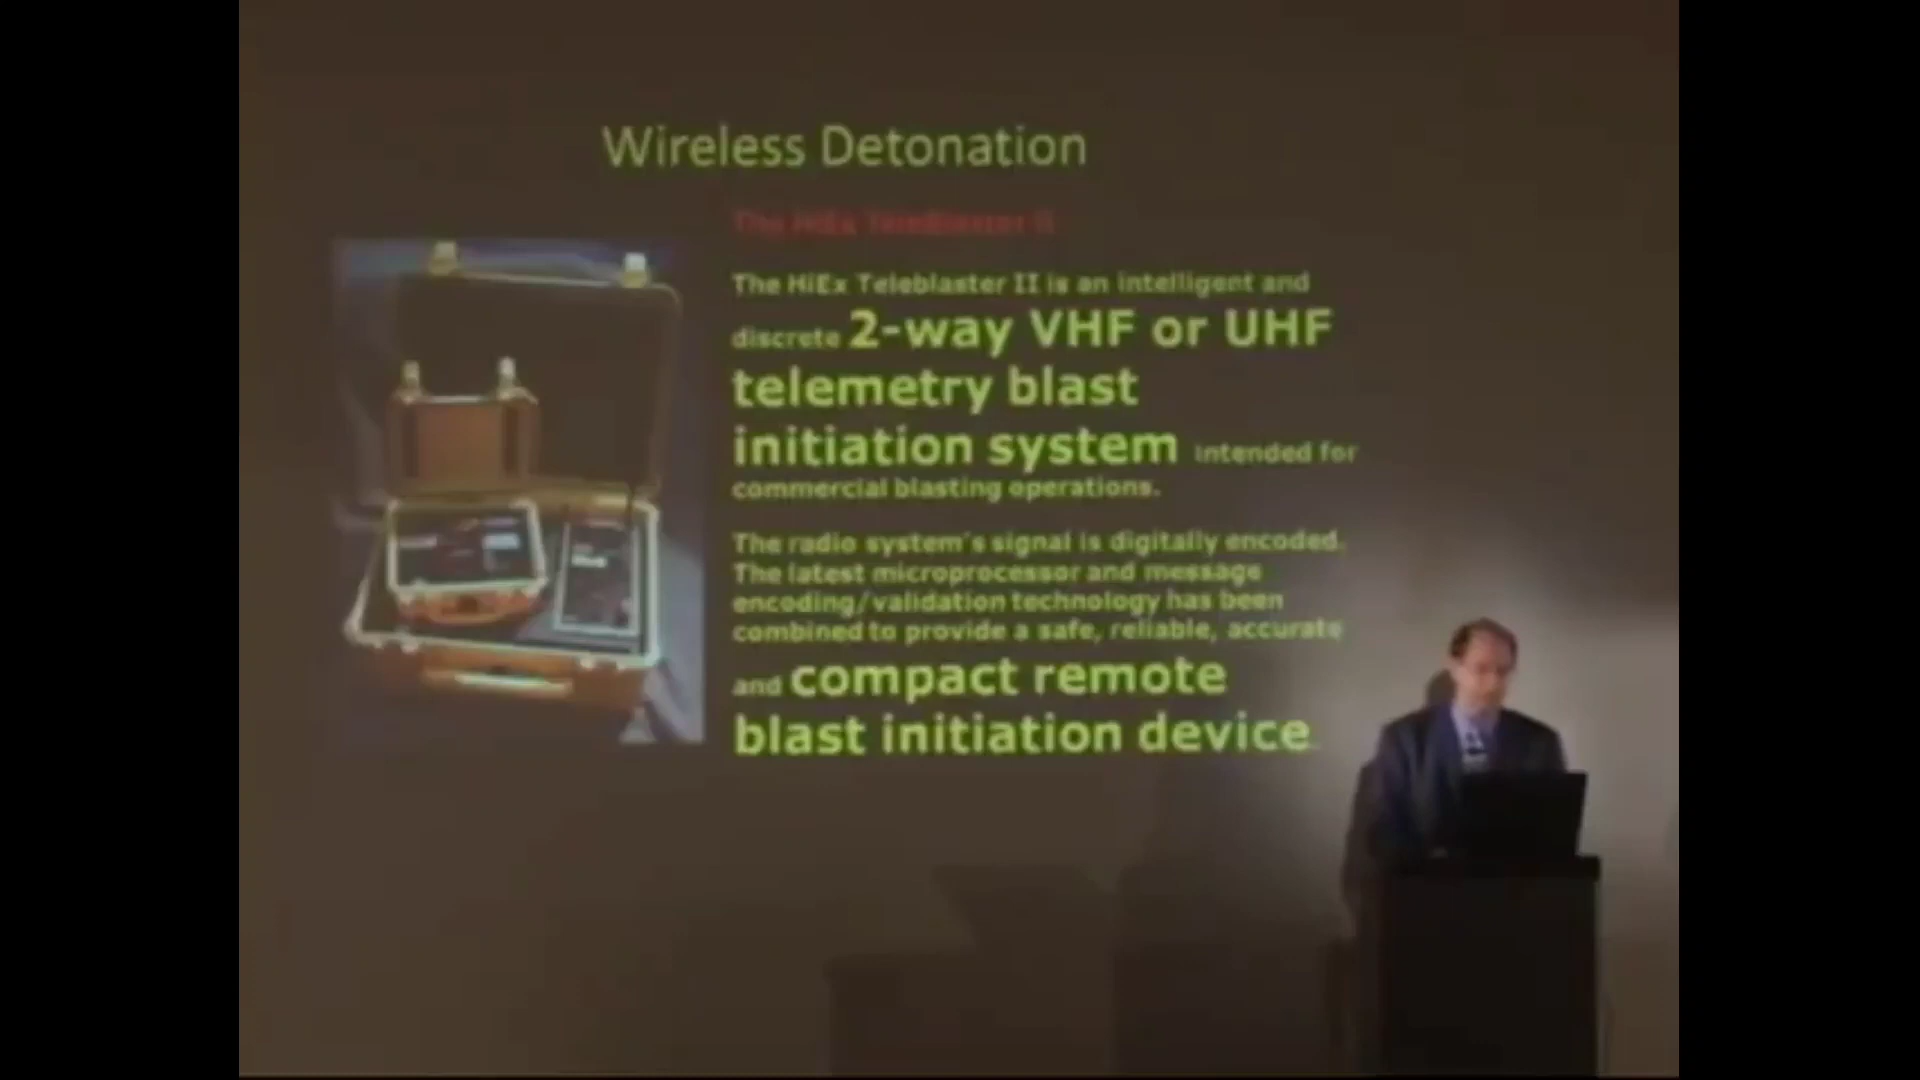 Wireless Detonation
The HiEx TeleBlaster II
The HiEx Teleblaster II is an intelligent and
discrete 2-way VHF or UHF
telemetry blast
initiation system intended for
commercial blasting operations.
The radio system's signal is digitally encoded.
The latest microprocessor and message
encoding/validation technology has been
combined to provide a safe, reliable, accurate
and compact remote
blast initiation device.